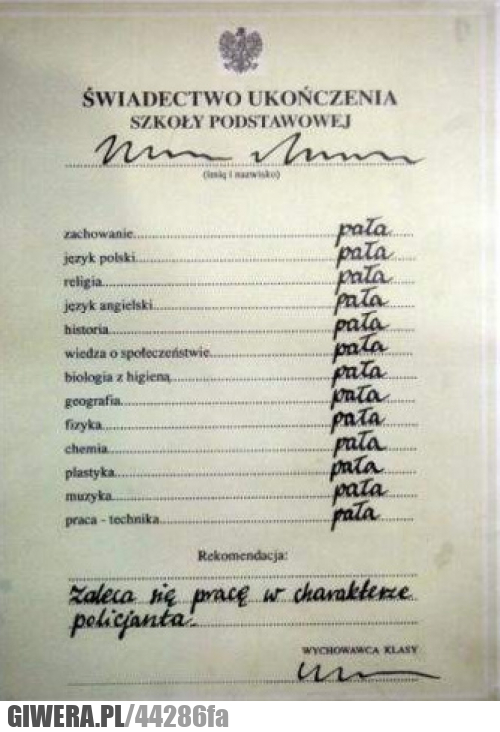 ŚWIADECTWO UKOŃCZENIA
SZKOŁY PODSTAWOWEJ
(imię i nazwisko)
zachowanie pała
język polski pała
religia pała
język angielski pała
historia pała
wiedza o społeczeństwie pała
biologia z higieną pała
geografia pała
fizyka pała
chemia pała
plastyka pała
muzyka pała
praca - technika pała
Rekomendacja:
Zaleca się pracę w charakterze
policjanta
WYCHOWAWCA KLASY
GIWERA.PL/44286fa